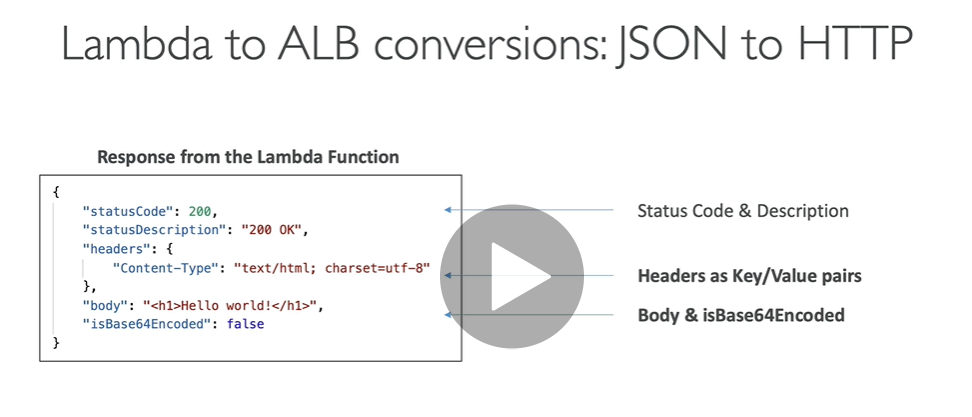 Lambda to ALB conversions: JSON to HTTP
Response from the Lambda Function
{
"statusCode": 200,
"statusDescription": "200 OK",
"headers": {
"Content-Type": "text/html; charset=utf-8"
},
"body": "<h1>Hello world!</h1>",
"isBase64Encoded": false
}
Status Code & Description
Headers as Key/Value pairs
Body & isBase64Encoded